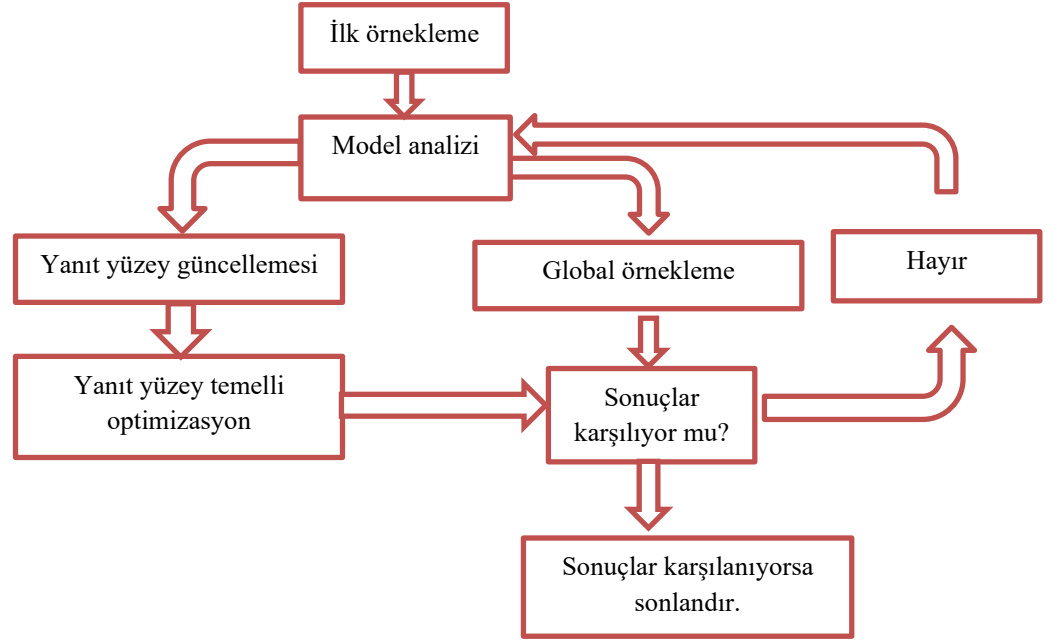 İlk örnekleme
Model analizi
Yanıt yüzey güncellemesi
Global örnekleme
Hayır
Yanıt yüzey temelli
optimizasyon
Sonuçlar
karşılıyor mu?
Sonuçlar karşılanıyorsa
sonlandır.